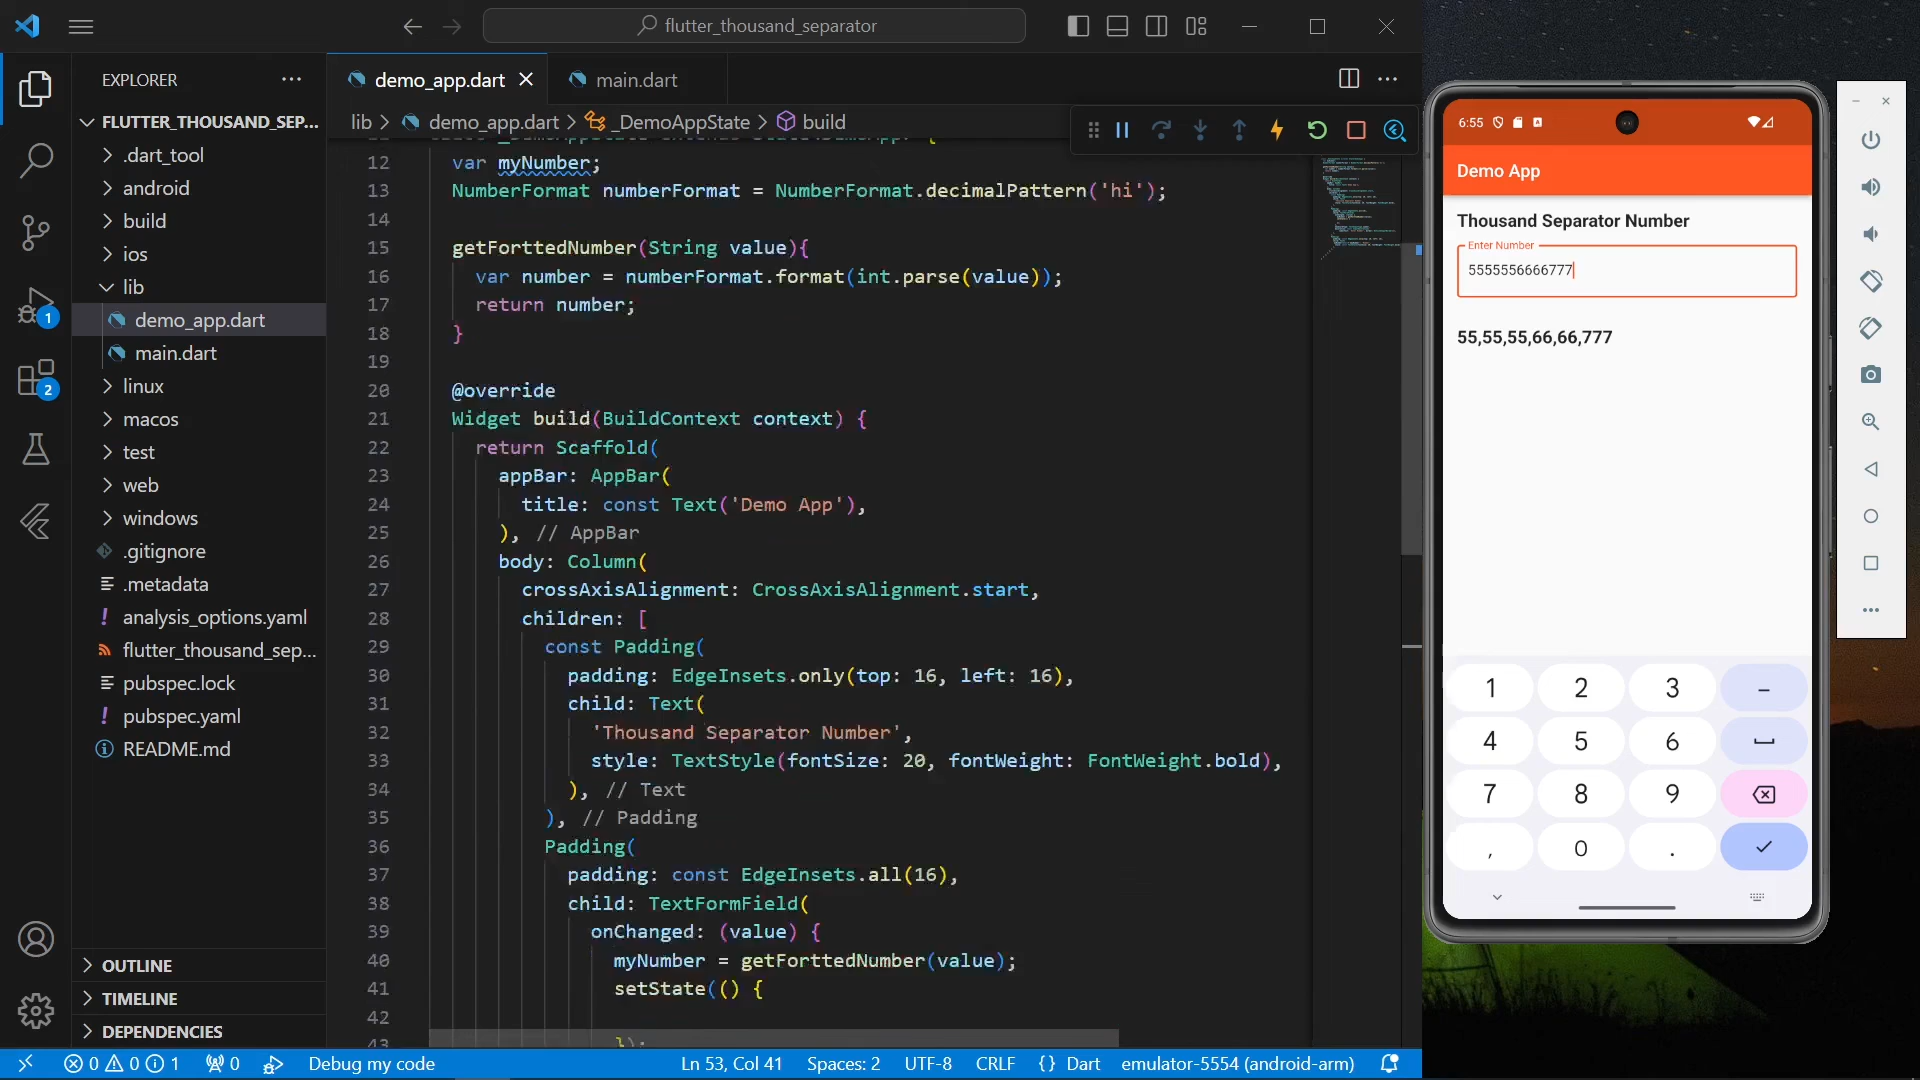 flutter_thousand_separator
EXPLORER
FLUTTER_THOUSAND_SEP...
.dart_tool
android
build
ios
lib
demo_app.dart
main.dart
linux
macos
test
web
windows
.gitignore
.metadata
! analysis_options.yaml
flutter_thousand_sep...
pubspec.lock
! pubspec.yaml
README.md
OUTLINE
TIMELINE
DEPENDENCIES
1
2
demo_app.dart
main.dart
lib > demo_app.dart > _DemoAppState > build
12 var myNumber;
13 NumberFormat numberFormat = NumberFormat.decimalPattern('hi');
14
15 getForttedNumber(String value){
16 var number = numberFormat.format(int.parse(value));
17 return number;
18 }
19
20 @override
21 Widget build(BuildContext context) {
22 return Scaffold(
23 appBar: AppBar(
24 title: const Text('Demo App'),
25 ), // AppBar
26 body: Column(
27 crossAxisAlignment: CrossAxisAlignment.start,
28 children: [
29 const Padding(
30 padding: EdgeInsets.only(top: 16, left: 16),
31 child: Text(
32 'Thousand Separator Number',
33 style: TextStyle(fontSize: 20, fontWeight: FontWeight.bold),
34 ), // Text
35 ), // Padding
36 Padding(
37 padding: const EdgeInsets.all(16),
38 child: TextFormField(
39 onChanged: (value) {
40 myNumber = getForttedNumber(value);
41 setState(() {
42
43 });
0 0 1 0 Debug my code Ln 53, Col 41 Spaces: 2 UTF-8 CRLF {} Dart emulator-5554 (android-arm)
6:55
Demo App
Thousand Separator Number
Enter Number
5555556666777
55,55,55,66,66,777
1 2 3 –
4 5 6
7 8 9
, 0 .